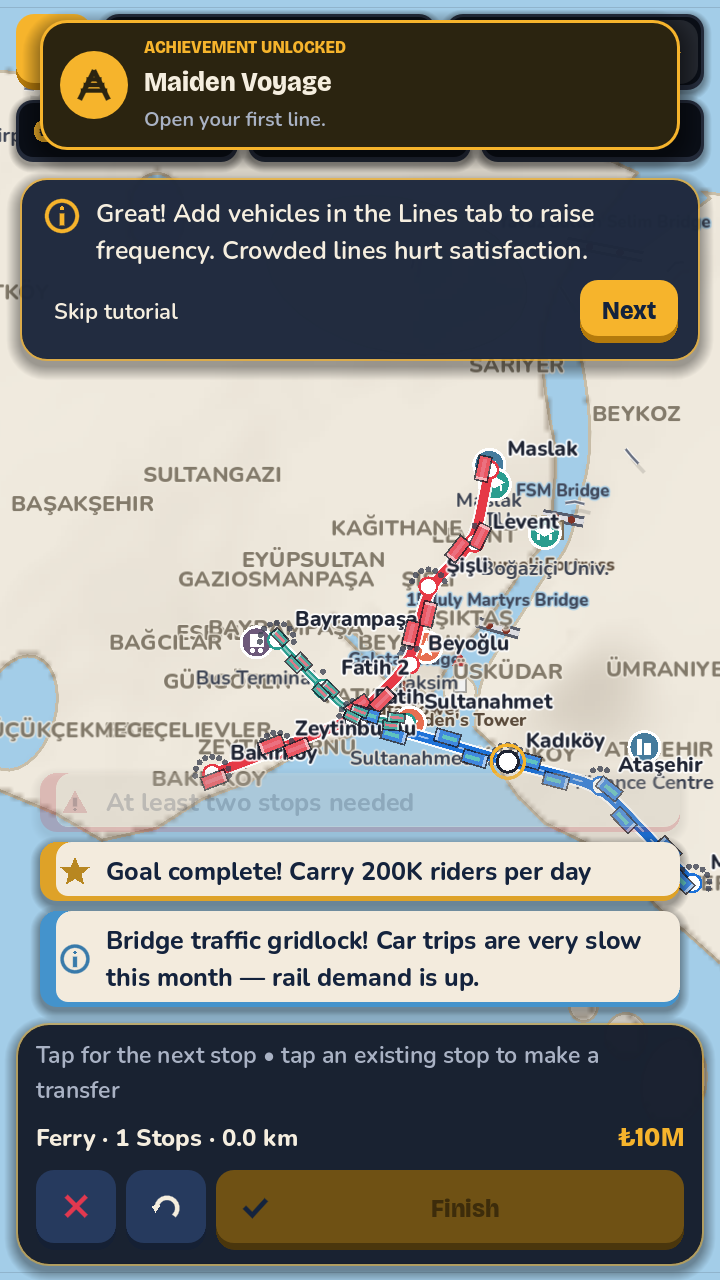 ACHIEVEMENT UNLOCKED
Maiden Voyage
Open your first line.
Great! Add vehicles in the Lines tab to raise
frequency. Crowded lines hurt satisfaction.
Skip tutorial
Next
SARIYER
BEYKOZ
Maslak
SULTANGAZI
FSM Bridge
BAŞAKŞEHİR
Levent
KAĞITHANE
EYÜPSULTAN
Şişli
Boğaziçi Üniv.
GAZIOSMANPAŞA
15 July Martyrs Bridge
Bayrampaşa
BAĞCILAR
Beyoğlu
Fatih 2
ÜSKÜDAR
ÜMRANIYE
Bus Terminal
Sultanahmet
Zeytinburnu
Kadıköy
Bakırköy
Ataşehir
BAKIRKÖY
At least two stops needed
Goal complete! Carry 200K riders per day
Bridge traffic gridlock! Car trips are very slow
this month — rail demand is up.
Tap for the next stop • tap an existing stop to make a
transfer
Ferry · 1 Stops · 0.0 km
₺10M
Finish